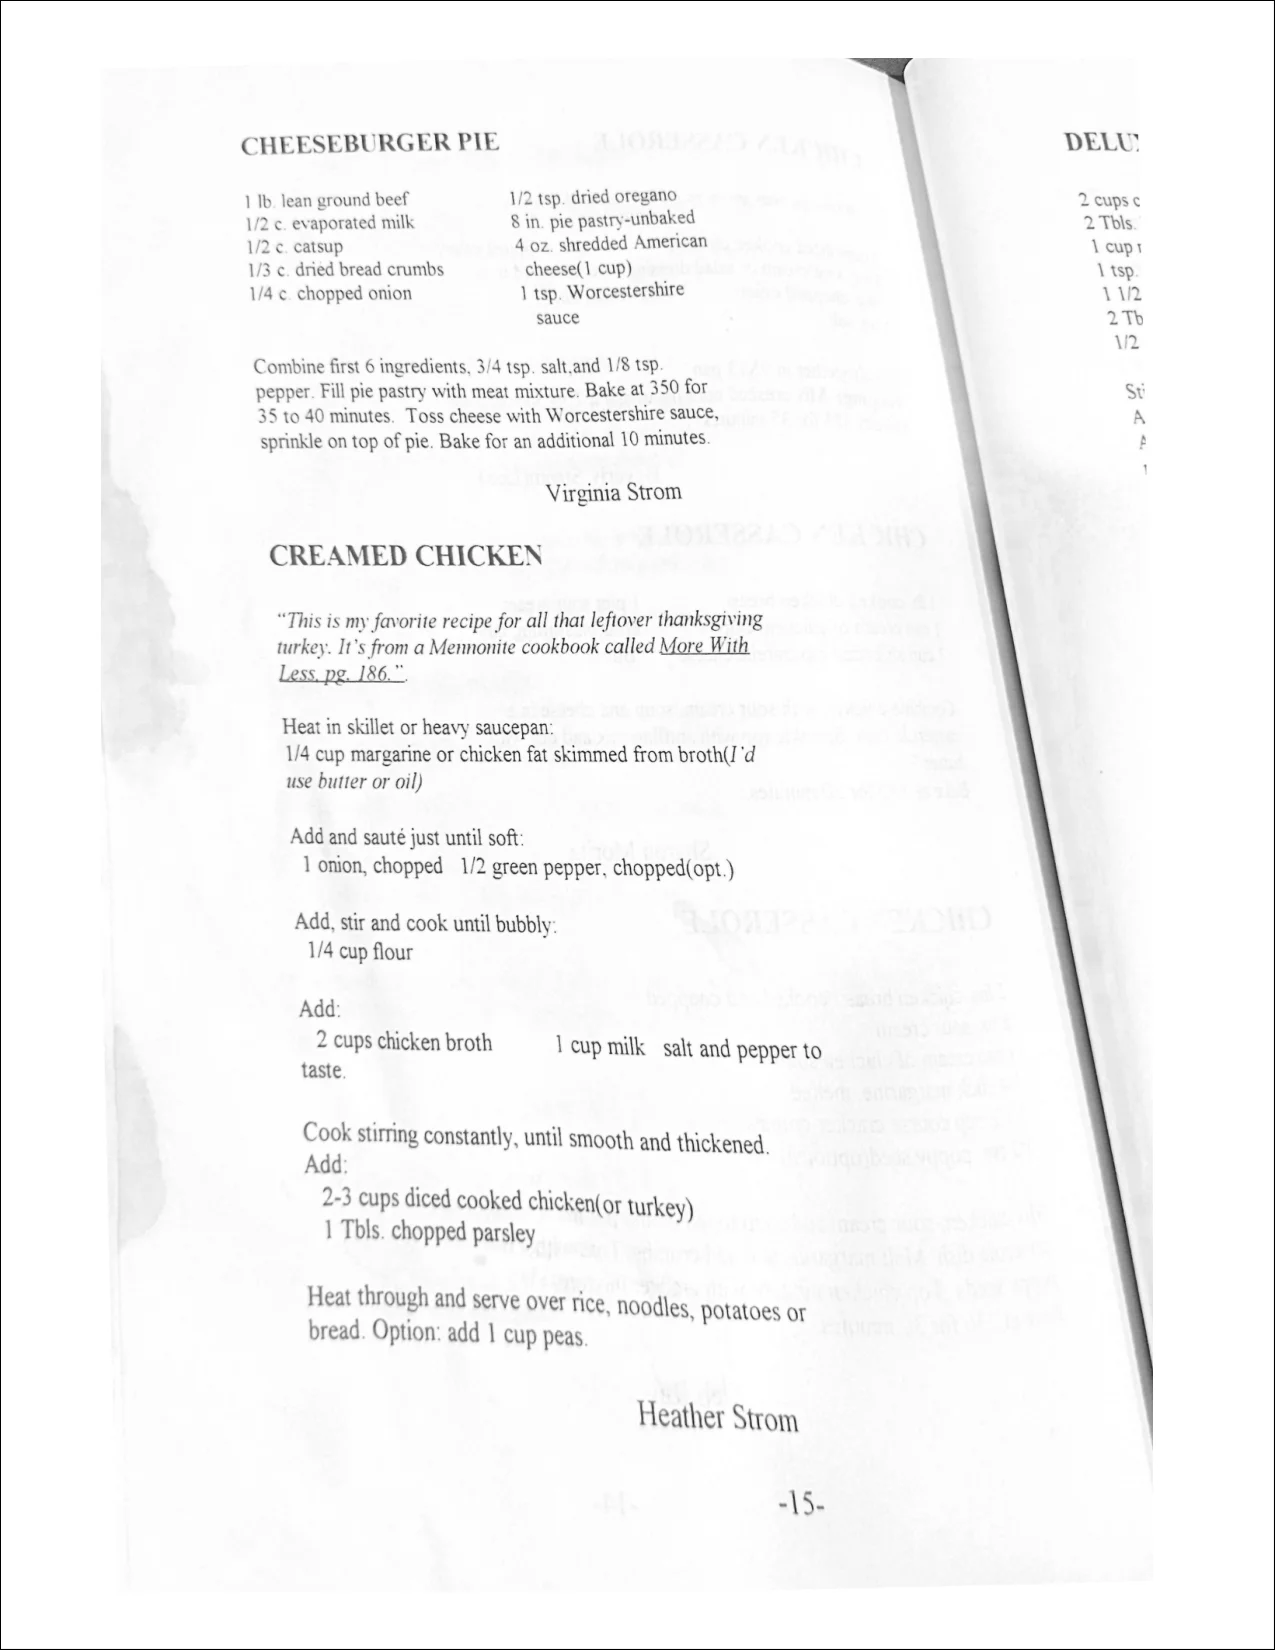 CHEESEBURGER PIE
1 lb. lean ground beef
1/2 c. evaporated milk
1/2 c. catsup
1/3 c. dried bread crumbs
1/4 c. chopped onion
1/2 tsp. dried oregano
8 in. pie pastry-unbaked
4 oz. shredded American
cheese(1 cup)
1 tsp. Worcestershire
sauce
Combine first 6 ingredients, 3/4 tsp. salt,and 1/8 tsp.
pepper. Fill pie pastry with meat mixture. Bake at 350 for
35 to 40 minutes. Toss cheese with Worcestershire sauce,
sprinkle on top of pie. Bake for an additional 10 minutes.
Virginia Strom
CREAMED CHICKEN
"This is my favorite recipe for all that leftover thanksgiving
turkey. It's from a Mennonite cookbook called More With
Less, pg. 186.".
Heat in skillet or heavy saucepan:
1/4 cup margarine or chicken fat skimmed from broth(I'd
use butter or oil)
Add and sauté just until soft:
1 onion, chopped 1/2 green pepper, chopped(opt.)
Add, stir and cook until bubbly:
1/4 cup flour
Add:
2 cups chicken broth 1 cup milk salt and pepper to
taste.
Cook stirring constantly, until smooth and thickened.
Add:
2-3 cups diced cooked chicken(or turkey)
1 Tbls. chopped parsley
Heat through and serve over rice, noodles, potatoes or
bread. Option: add 1 cup peas.
Heather Strom
-15-
2 cups
2 Tbls.
1 cup
1 tsp.
1 1/2
2
1/2